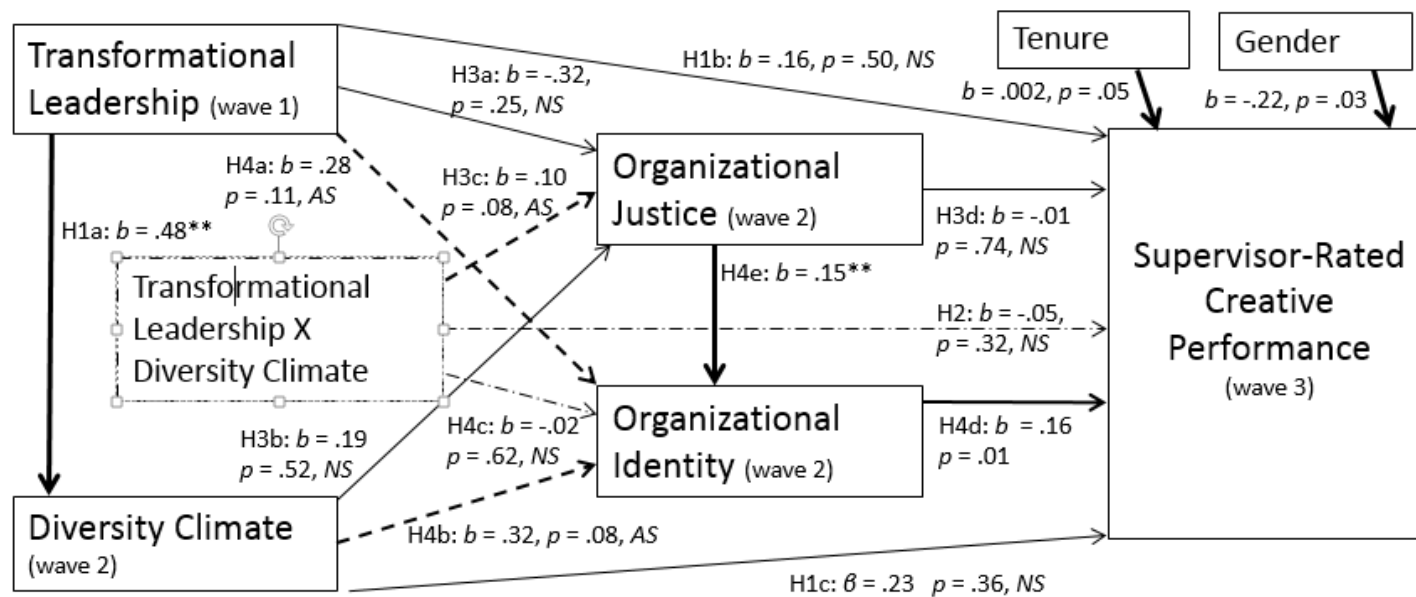 Transformational
Leadership (wave 1)
H1b: b = .16, p = .50, NS
Tenure
Gender
b = .002, p = .05
b = -.22, p = .03
H3a: b = -.32,
p = .25, NS
H4a: b = .28
p = .11, AS
H3c: b = .10
p = .08, AS
Organizational
Justice (wave 2)
H3d: b = -.01
p = .74, NS
H1a: b = .48**
H4e: b = .15**
Transformational
Leadership X
Diversity Climate
H2: b = -.05,
p = .32, NS
Supervisor-Rated
Creative
Performance
(wave 3)
H3b: b = .19
p = .52, NS
H4c: b = -.02
p = .62, NS
Organizational
Identity (wave 2)
H4d: b = .16
p = .01
Diversity Climate
(wave 2)
H4b: b = .32, p = .08, AS
H1c: β = .23 p = .36, NS